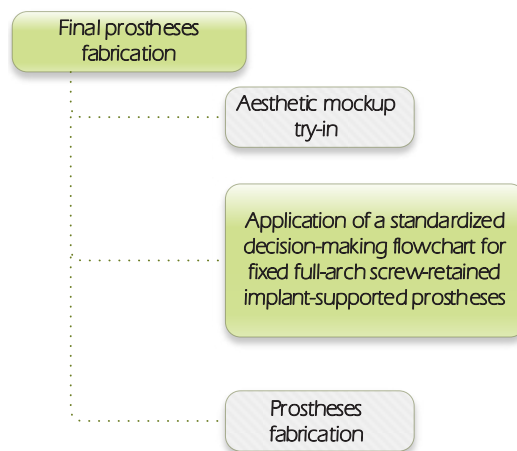 Final prostheses
fabrication
Aesthetic mockup
try-in
Application of a standardized
decision-making flowchart for
fixed full-arch screw-retained
implant-supported prostheses
Prostheses
fabrication